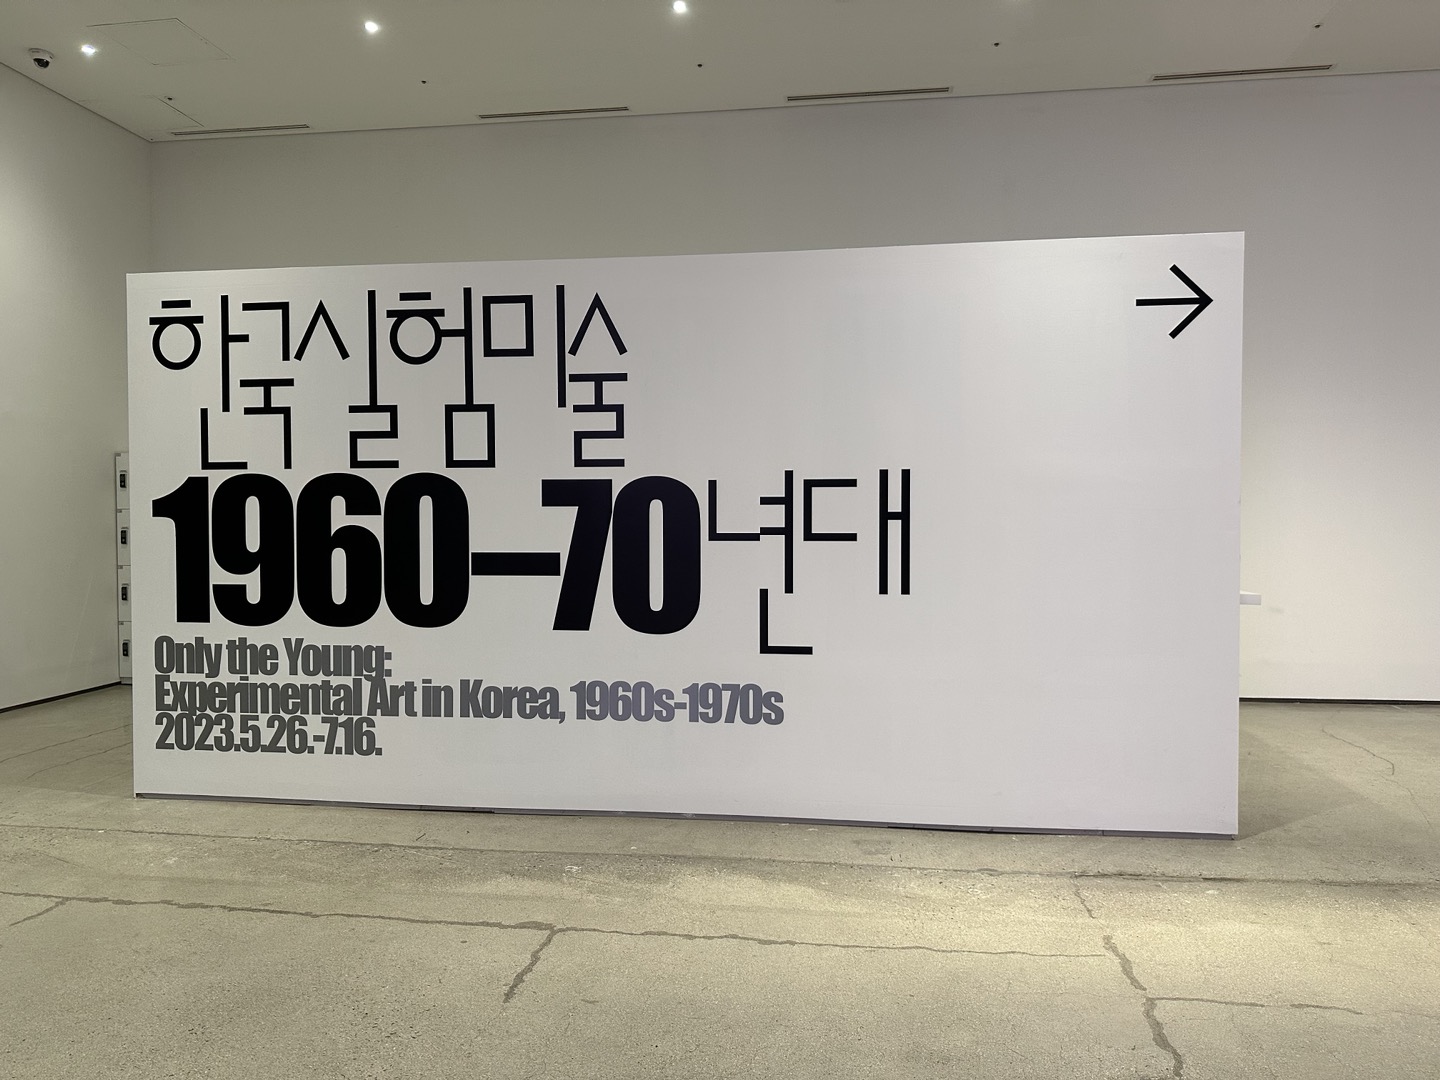 한국실험미술
1960–70년대
Only the Young:
Experimental Art in Korea, 1960s-1970s
2023.5.26.-7.16.